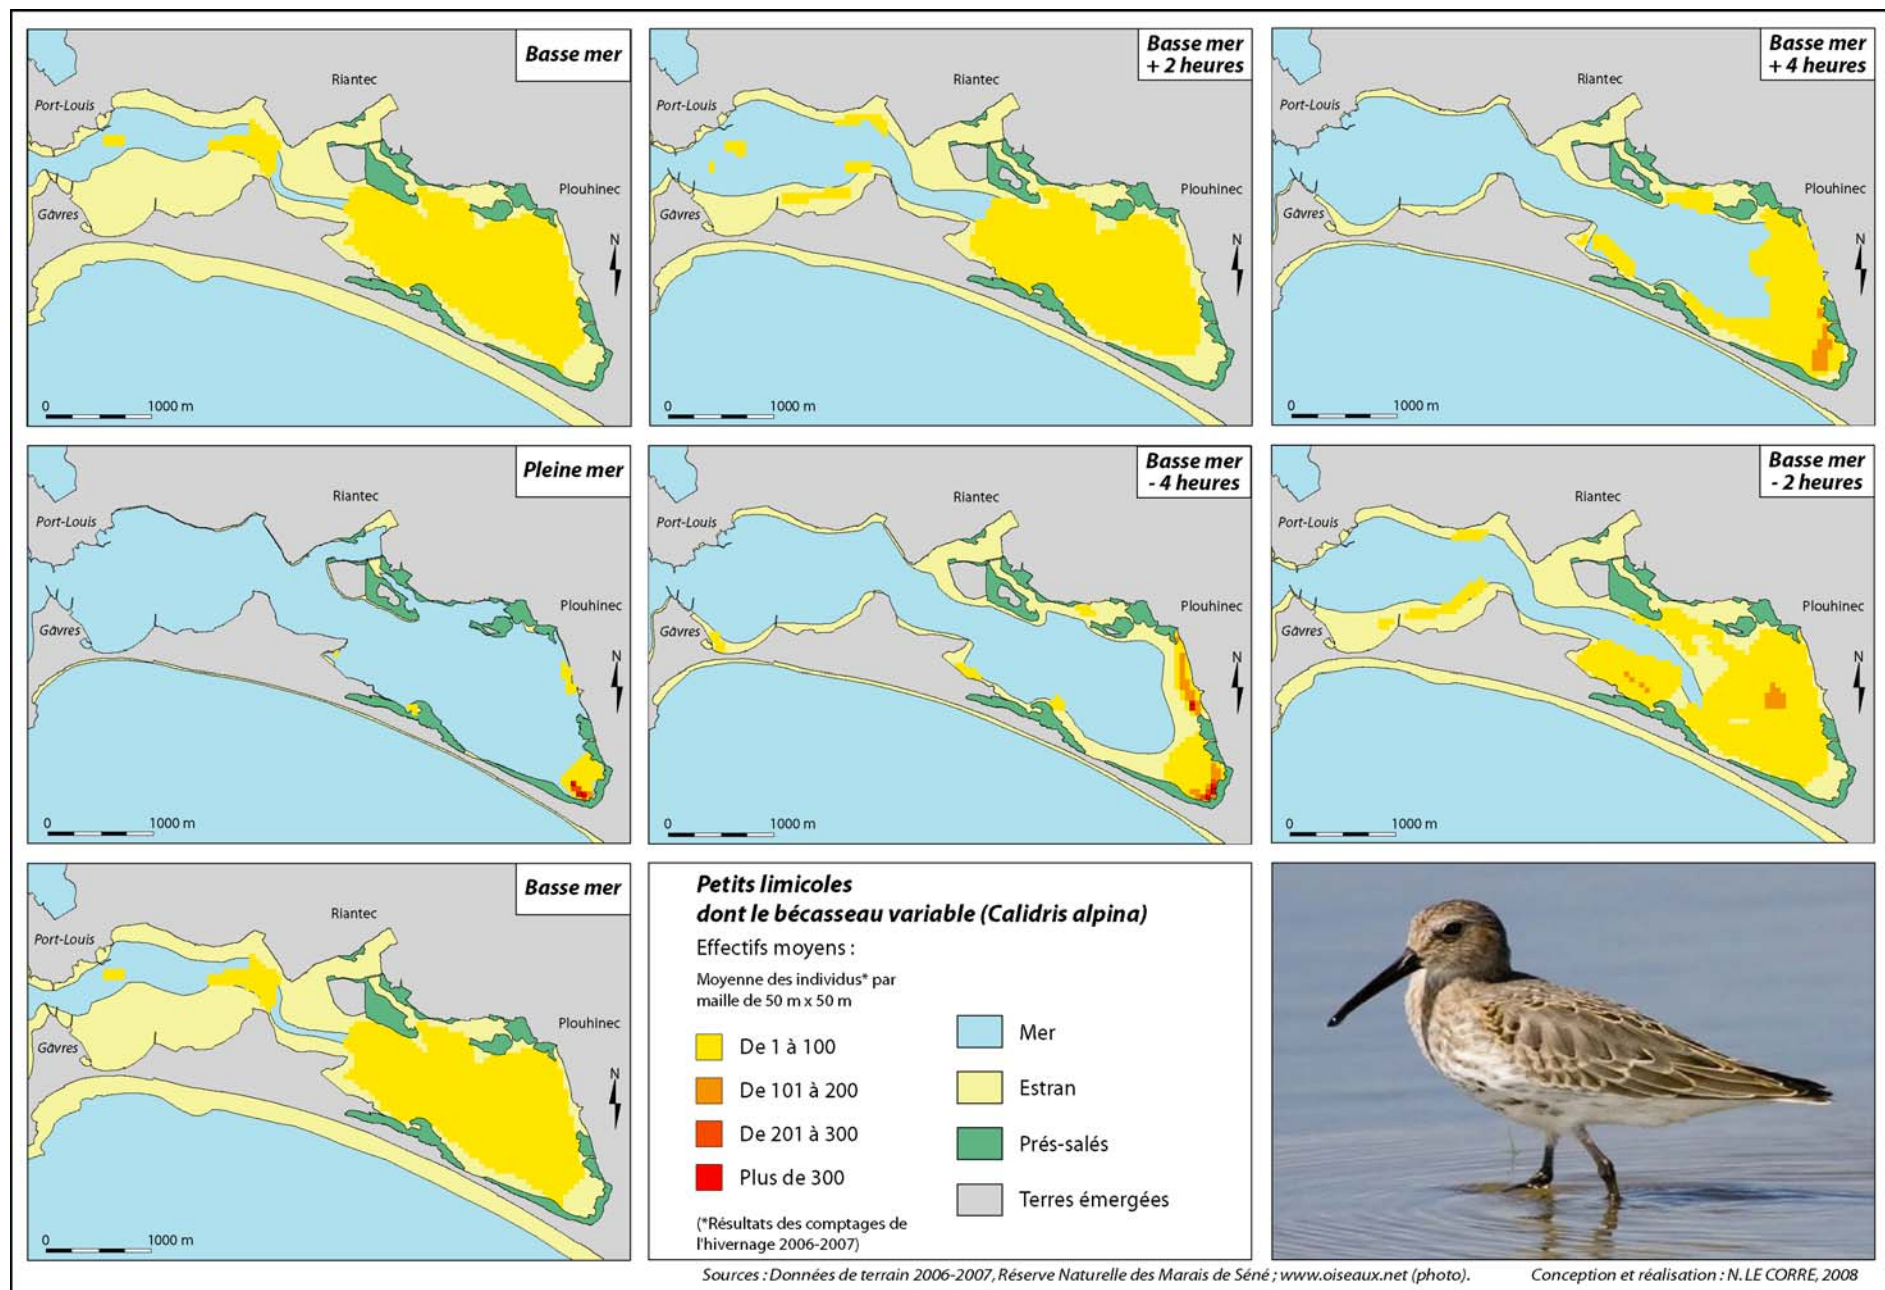 Basse mer
Riantec
Port-Louis
Plouhinec
Gâvres
N
0 1000 m
Basse mer
+ 2 heures
Riantec
Port-Louis
Plouhinec
Gâvres
N
0 1000 m
Basse mer
+ 4 heures
Riantec
Port-Louis
Plouhinec
Gâvres
N
0 1000 m
Pleine mer
Riantec
Port-Louis
Plouhinec
Gâvres
N
0 1000 m
Basse mer
- 4 heures
Riantec
Port-Louis
Plouhinec
Gâvres
N
0 1000 m
Basse mer
- 2 heures
Riantec
Port-Louis
Plouhinec
Gâvres
N
0 1000 m
Basse mer
Riantec
Port-Louis
Plouhinec
Gâvres
N
0 1000 m
Petits limicoles
dont le bécasseau variable (Calidris alpina)
Effectifs moyens :
Moyenne des individus* par
maille de 50 m x 50 m
De 1 à 100
De 101 à 200
De 201 à 300
Plus de 300
(*Résultats des comptages de
l'hivernage 2006-2007)
Mer
Estran
Prés-salés
Terres émergées
Sources : Données de terrain 2006-2007, Réserve Naturelle des Marais de Séné ; www.oiseaux.net (photo). Conception et réalisation : N. LE CORRE, 2008